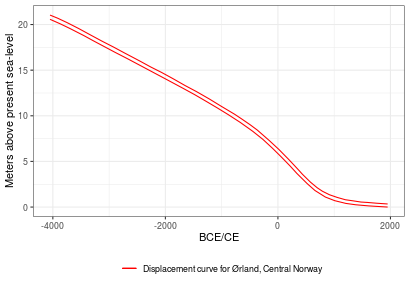 20
15
10
5
0
Meters above present sea-level
-4000 -2000 0 2000
BCE/CE
Displacement curve for Ørland, Central Norway